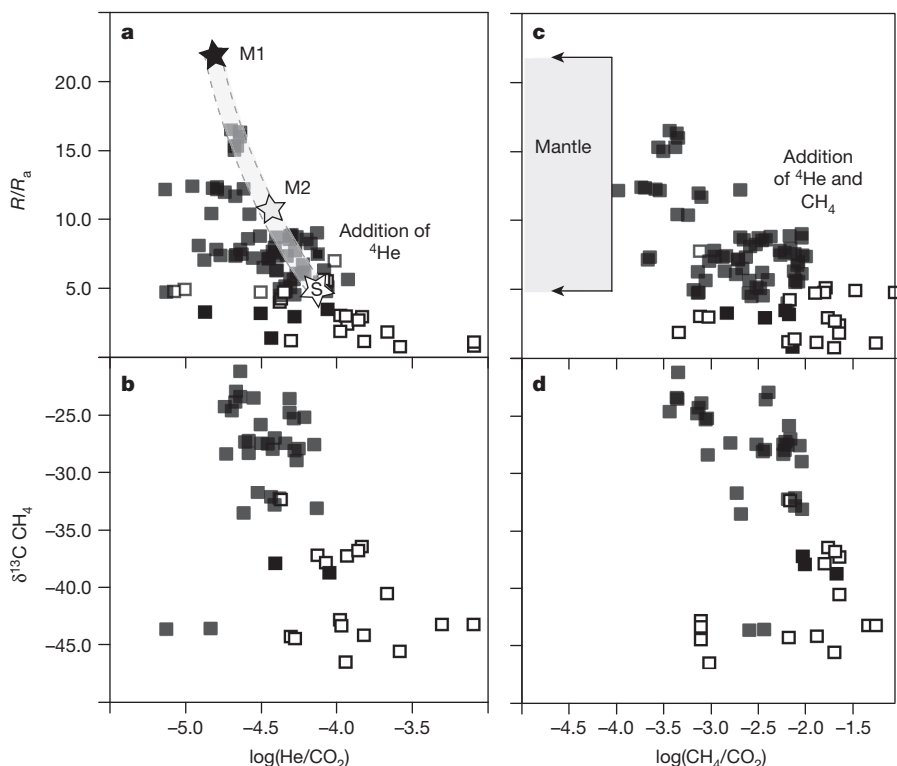 a
M1
M2
S
Addition of
⁴He
R/Rₐ
20.0
15.0
10.0
5.0
c
Mantle
Addition
of ⁴He and
CH₄
b
δ¹³C CH₄
−25.0
−30.0
−35.0
−40.0
−45.0
−5.0
−4.5
−4.0
−3.5
log(He/CO₂)
d
−4.5
−3.5
−3.0
−2.5
−2.0
−1.5
log(CH₄/CO₂)